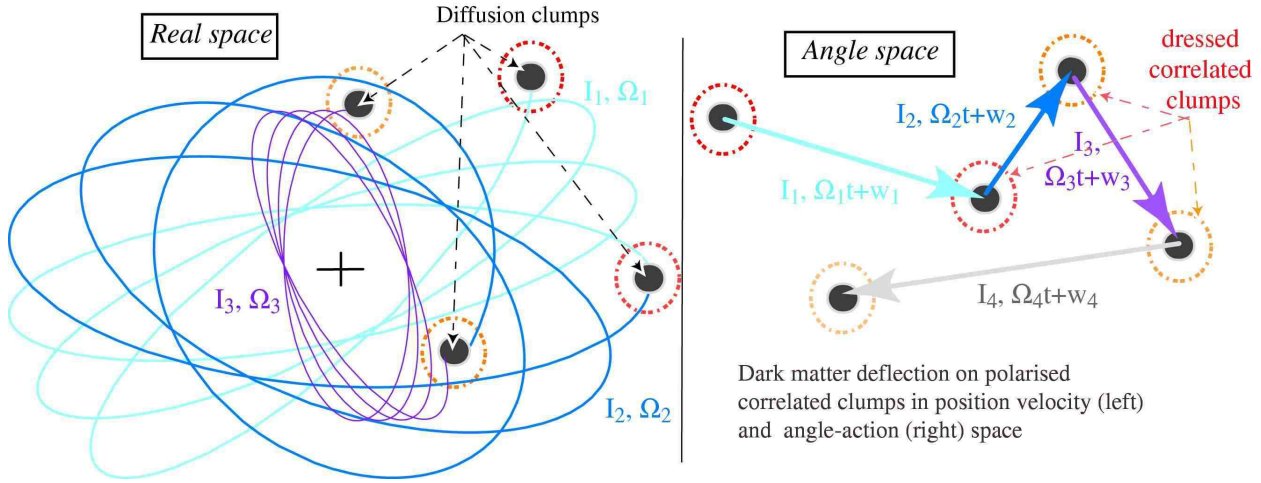 Real space
Diffusion clumps
I₁, Ω₁
I₃, Ω₃
I₂, Ω₂
Angle space
dressed
correlated
clumps
I₂, Ω₂t+w₂
I₃,
Ω₃t+w₃
I₁, Ω₁t+w₁
I₄, Ω₄t+w₄
Dark matter deflection on polarised
correlated clumps in position velocity (left)
and angle-action (right) space